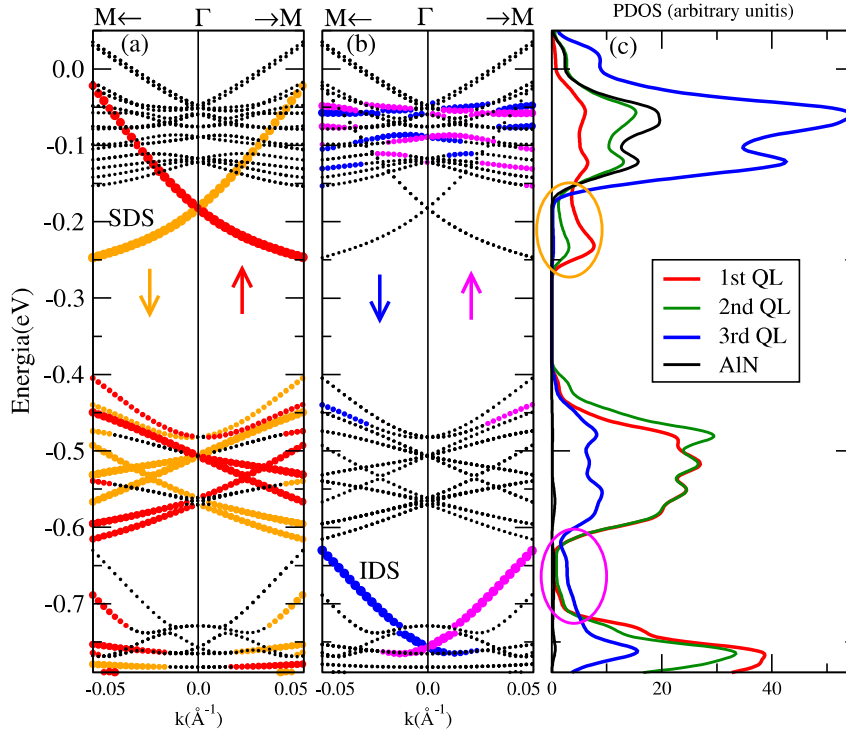 PDOS (arbitrary unitis)
M← Γ →M M← Γ →M
(a) (b) (c)
0.0
-0.1
-0.2
-0.3
-0.4
-0.5
-0.6
-0.7
Energia(eV)
SDS
IDS
1st QL
2nd QL
3rd QL
AlN
-0.05 0.0 0.05 -0.05 0.0 0.05 0 20 40
k(Å⁻¹) k(Å⁻¹)